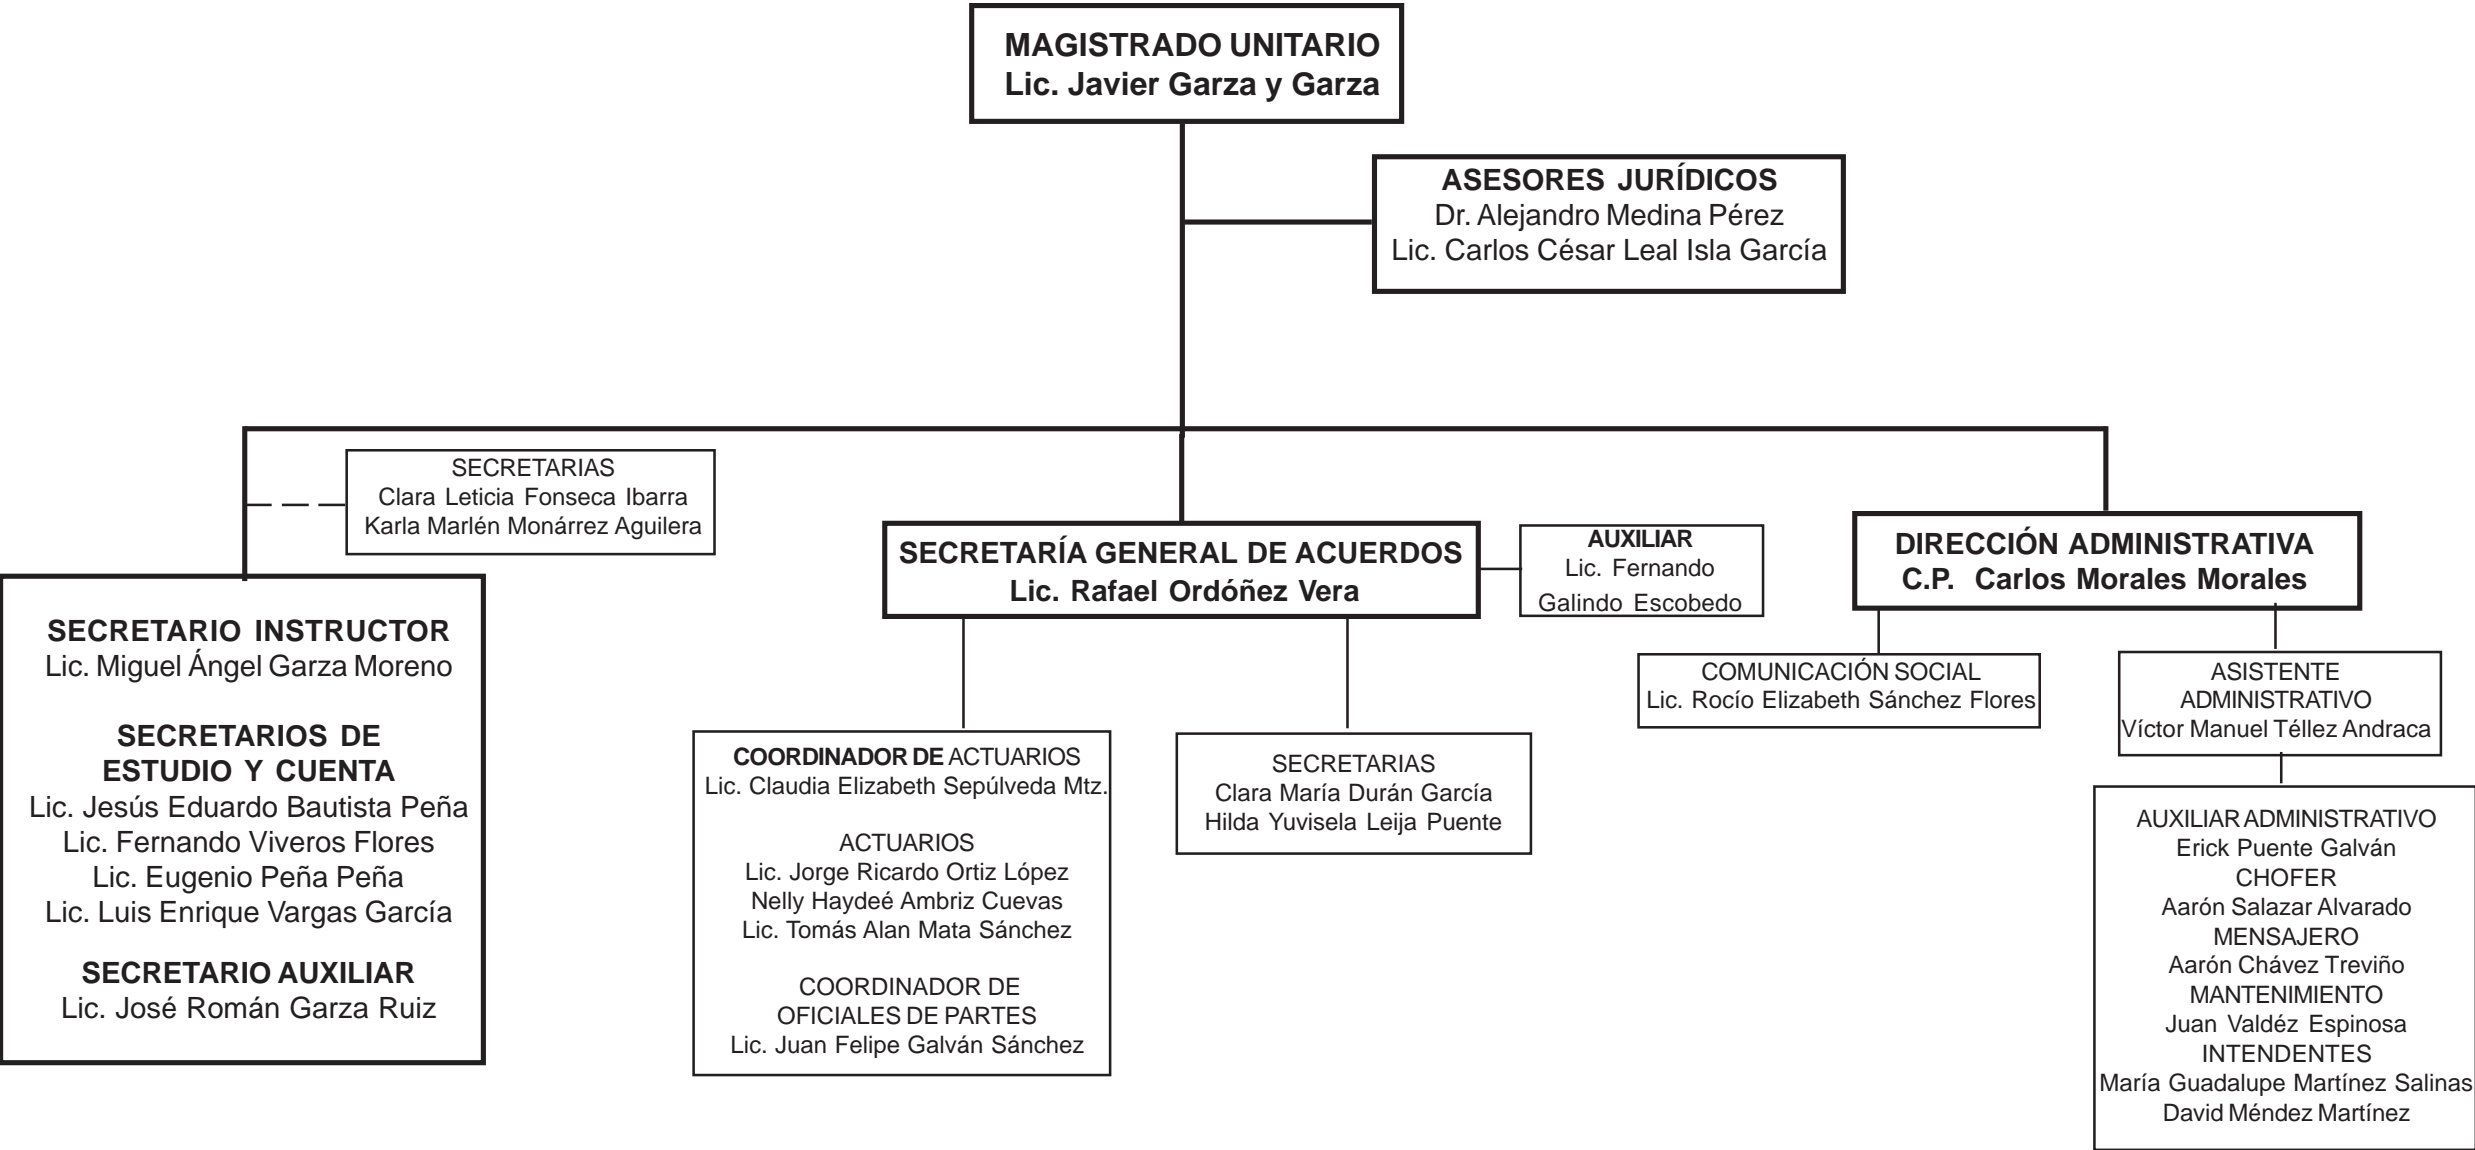 MAGISTRADO UNITARIO
Lic. Javier Garza y Garza
ASESORES JURÍDICOS
Dr. Alejandro Medina Pérez
Lic. Carlos César Leal Isla García
SECRETARIAS
Clara Leticia Fonseca Ibarra
Karla Marlén Monárrez Aguilera
SECRETARIO INSTRUCTOR
Lic. Miguel Ángel Garza Moreno
SECRETARIOS DE
ESTUDIO Y CUENTA
Lic. Jesús Eduardo Bautista Peña
Lic. Fernando Viveros Flores
Lic. Eugenio Peña Peña
Lic. Luis Enrique Vargas García
SECRETARIO AUXILIAR
Lic. José Román Garza Ruiz
SECRETARÍA GENERAL DE ACUERDOS
Lic. Rafael Ordóñez Vera
AUXILIAR
Lic. Fernando
Galindo Escobedo
COORDINADOR DE ACTUARIOS
Lic. Claudia Elizabeth Sepúlveda Mtz.
ACTUARIOS
Lic. Jorge Ricardo Ortiz López
Nelly Haydeé Ambriz Cuevas
Lic. Tomás Alan Mata Sánchez
COORDINADOR DE
OFICIALES DE PARTES
Lic. Juan Felipe Galván Sánchez
SECRETARIAS
Clara María Durán García
Hilda Yuvisela Leija Puente
DIRECCIÓN ADMINISTRATIVA
C.P. Carlos Morales Morales
COMUNICACIÓN SOCIAL
Lic. Rocío Elizabeth Sánchez Flores
ASISTENTE
ADMINISTRATIVO
Víctor Manuel Téllez Andraca
AUXILIAR ADMINISTRATIVO
Erick Puente Galván
CHOFER
Aarón Salazar Alvarado
MENSAJERO
Aarón Chávez Treviño
MANTENIMIENTO
Juan Valdéz Espinosa
INTENDENTES
María Guadalupe Martínez Salinas
David Méndez Martínez